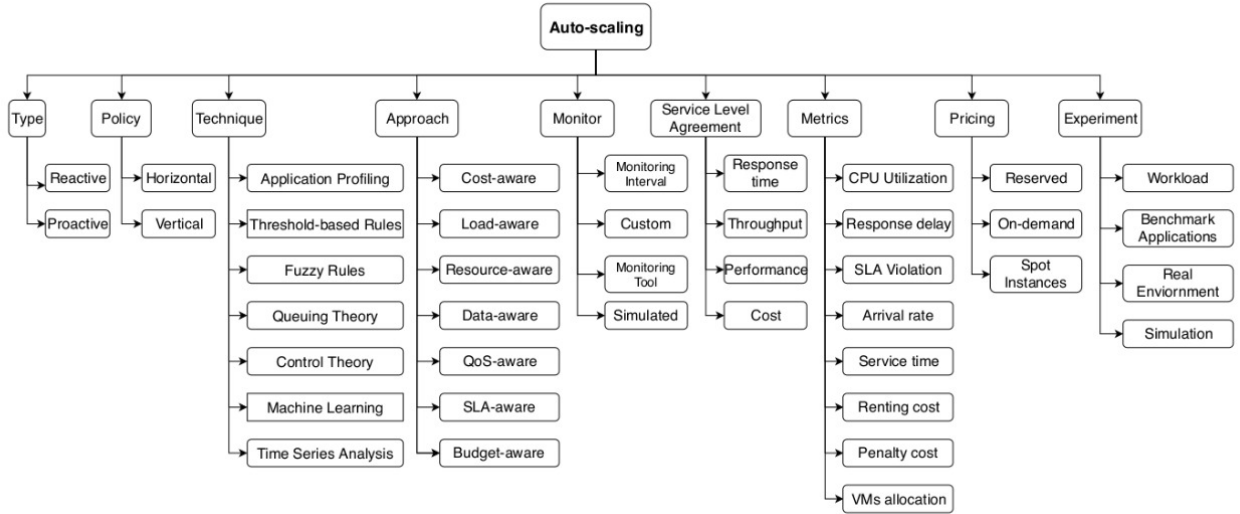 Auto-scaling
Type
Policy
Technique
Approach
Monitor
Service Level
Agreement
Metrics
Pricing
Experiment
Reactive
Proactive
Horizontal
Vertical
Application Profiling
Threshold-based Rules
Fuzzy Rules
Queuing Theory
Control Theory
Machine Learning
Time Series Analysis
Cost-aware
Load-aware
Resource-aware
Data-aware
QoS-aware
SLA-aware
Budget-aware
Monitoring
Interval
Custom
Monitoring
Tool
Simulated
Response
time
Throughput
Performance
Cost
CPU Utilization
Response delay
SLA Violation
Arrival rate
Service time
Renting cost
Penalty cost
VMs allocation
Reserved
On-demand
Spot
Instances
Workload
Benchmark
Applications
Real
Enviornment
Simulation